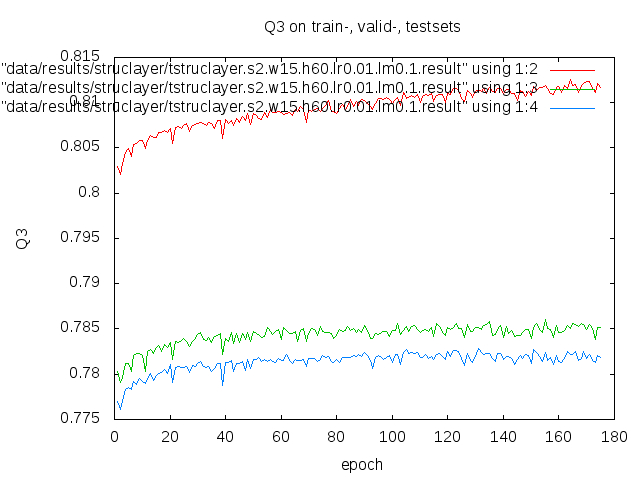 Q3 on train-, valid-, testsets
0.815
"data/results/struclayer/tstruclayer.s2.w15.h60.lr0.01.lm0.1.result" using 1:2
"data/results/struclayer/tstruclayer.s2.w15.h60.lr0.01.lm0.1.result" using 1:3
0.81
"data/results/struclayer/tstruclayer.s2.w15.h60.lr0.01.lm0.1.result" using 1:4
0.805
0.8
0.795
Q3
0.79
0.785
0.78
0.775
0 20 40 60 80 100 120 140 160 180
epoch